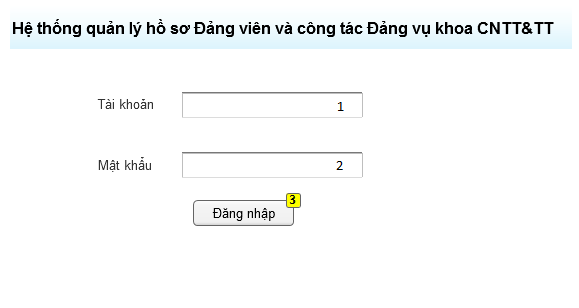 Hệ thống quản lý hồ sơ Đảng viên và công tác Đảng vụ khoa CNTT&TT
Tài khoản 1
Mật khẩu 2
3
Đăng nhập